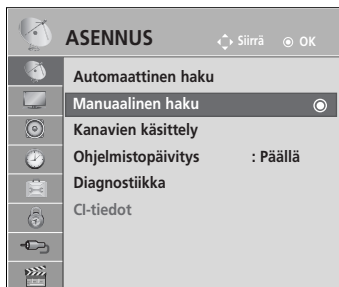 ASENNUS Siirrä OK
Automaattinen haku
Manuaalinen haku
Kanavien käsittely
Ohjelmistopäivitys : Päällä
Diagnostiikka
CI-tiedot